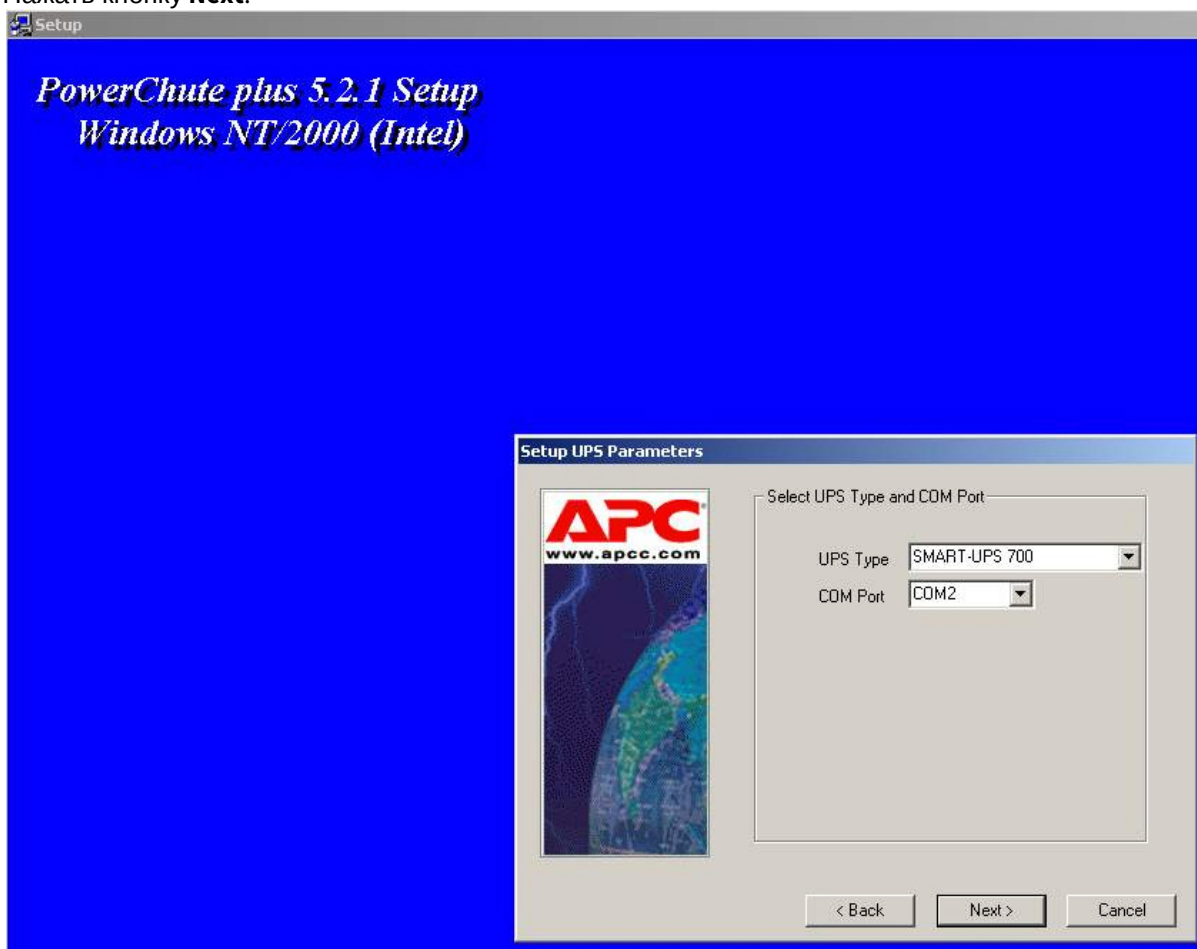 Нажать кнопку Next.
Setup
PowerChute plus 5.2.1 Setup
Windows NT/2000 (Intel)
Setup UPS Parameters
APC
www.apcc.com
Select UPS Type and COM Port
UPS Type SMART-UPS 700
COM Port COM2
< Back Next > Cancel